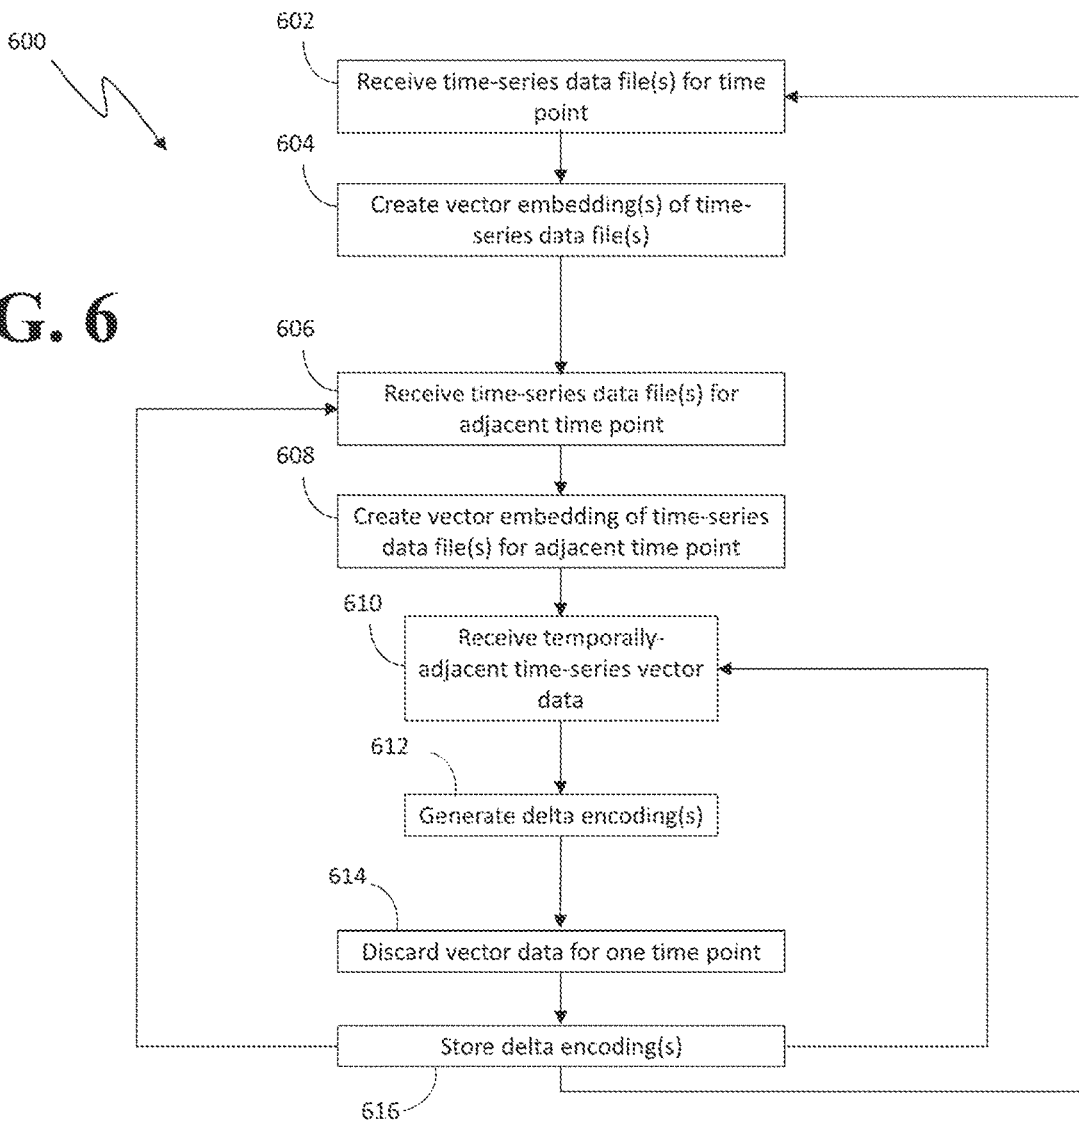 600
602
Receive time-series data file(s) for time
point
604
Create vector embedding(s) of time-
series data file(s)
G. 6
606
Receive time-series data file(s) for
adjacent time point
608
Create vector embedding of time-series
data file(s) for adjacent time point
610
Receive temporally-
adjacent time-series vector
data
612
Generate delta encoding(s)
614
Discard vector data for one time point
Store delta encoding(s)
616